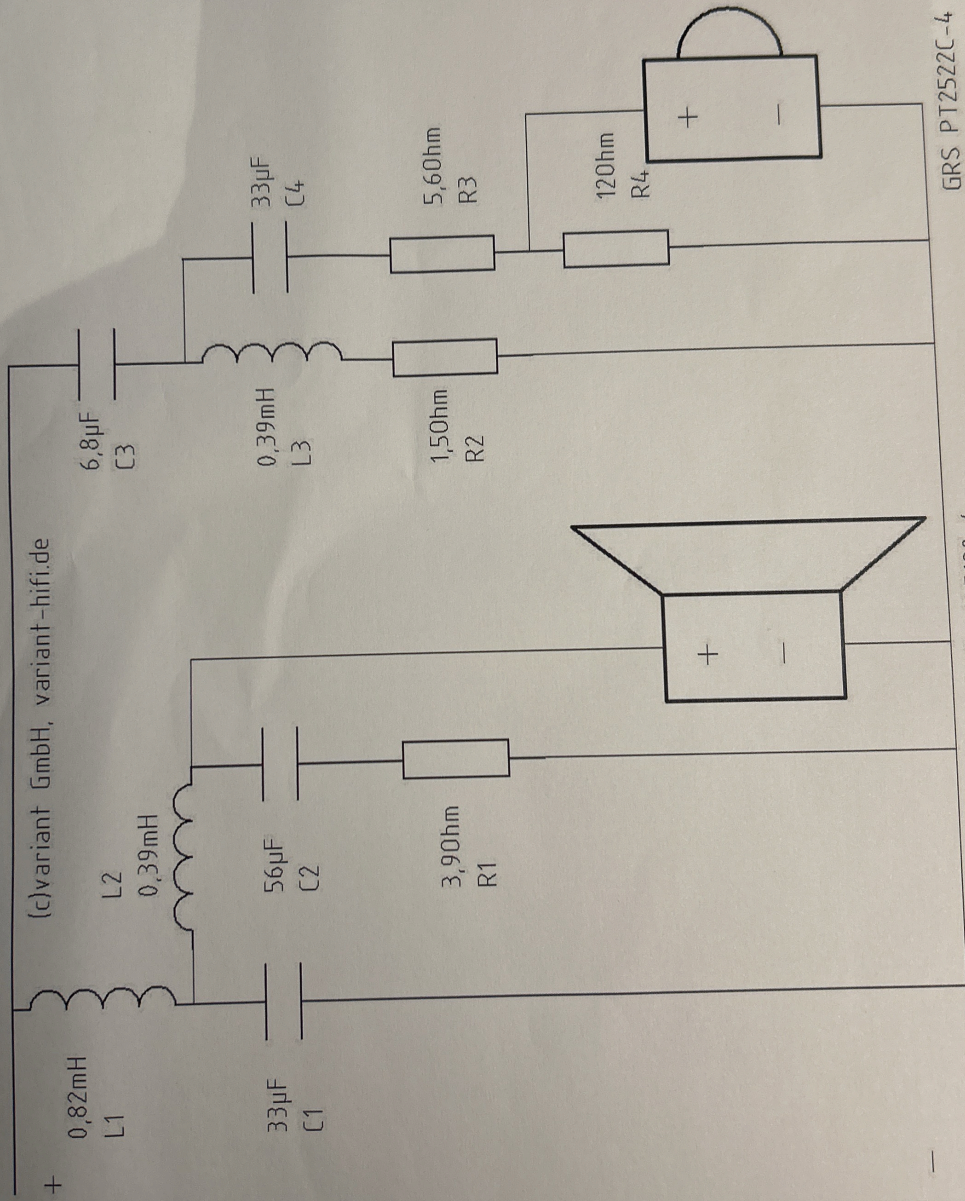 (c)variant GmbH, variant-hifi.de
+
0,82mH
L1
L2
0,39mH
33µF
C1
56µF
C2
3,9Ohm
R1
+
−
6,8µF
C3
0,39mH
L3
1,5Ohm
R2
33µF
C4
5,6Ohm
R3
12Ohm
R4
+
−
−
GRS PT2522C-4